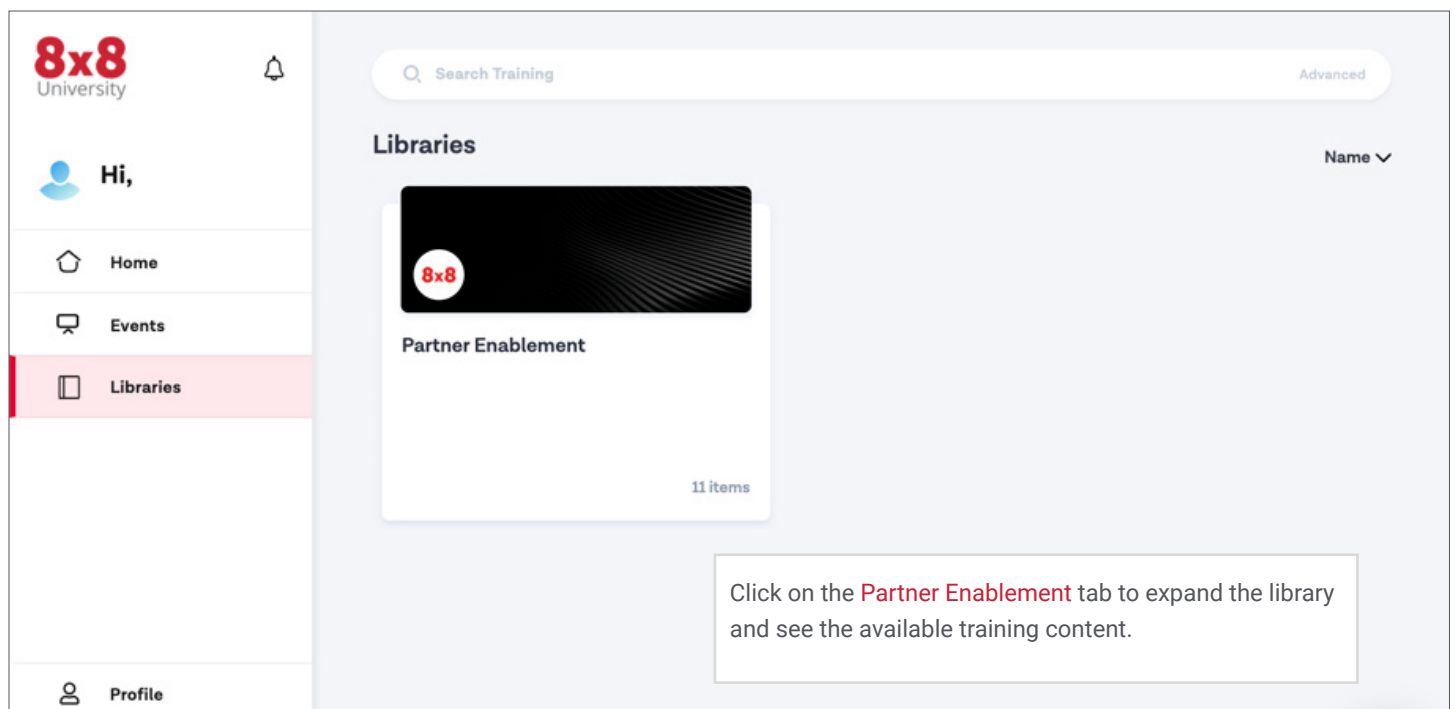 8x8
University
Hi,
Home
Events
Libraries
Profile
Search Training
Advanced
Libraries
Name
8x8
Partner Enablement
11 items
Click on the Partner Enablement tab to expand the library
and see the available training content.